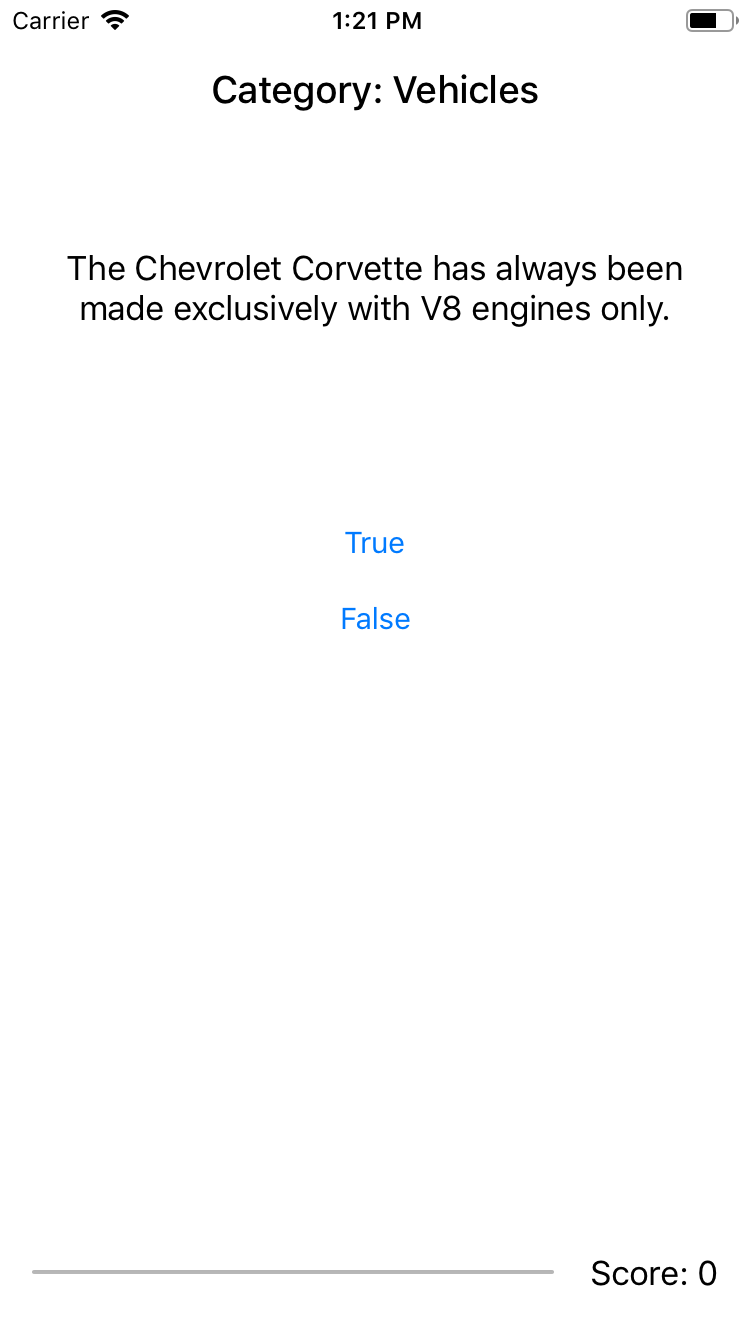 Carrier
1:21 PM
Category: Vehicles
The Chevrolet Corvette has always been
made exclusively with V8 engines only.
True
False
Score: 0